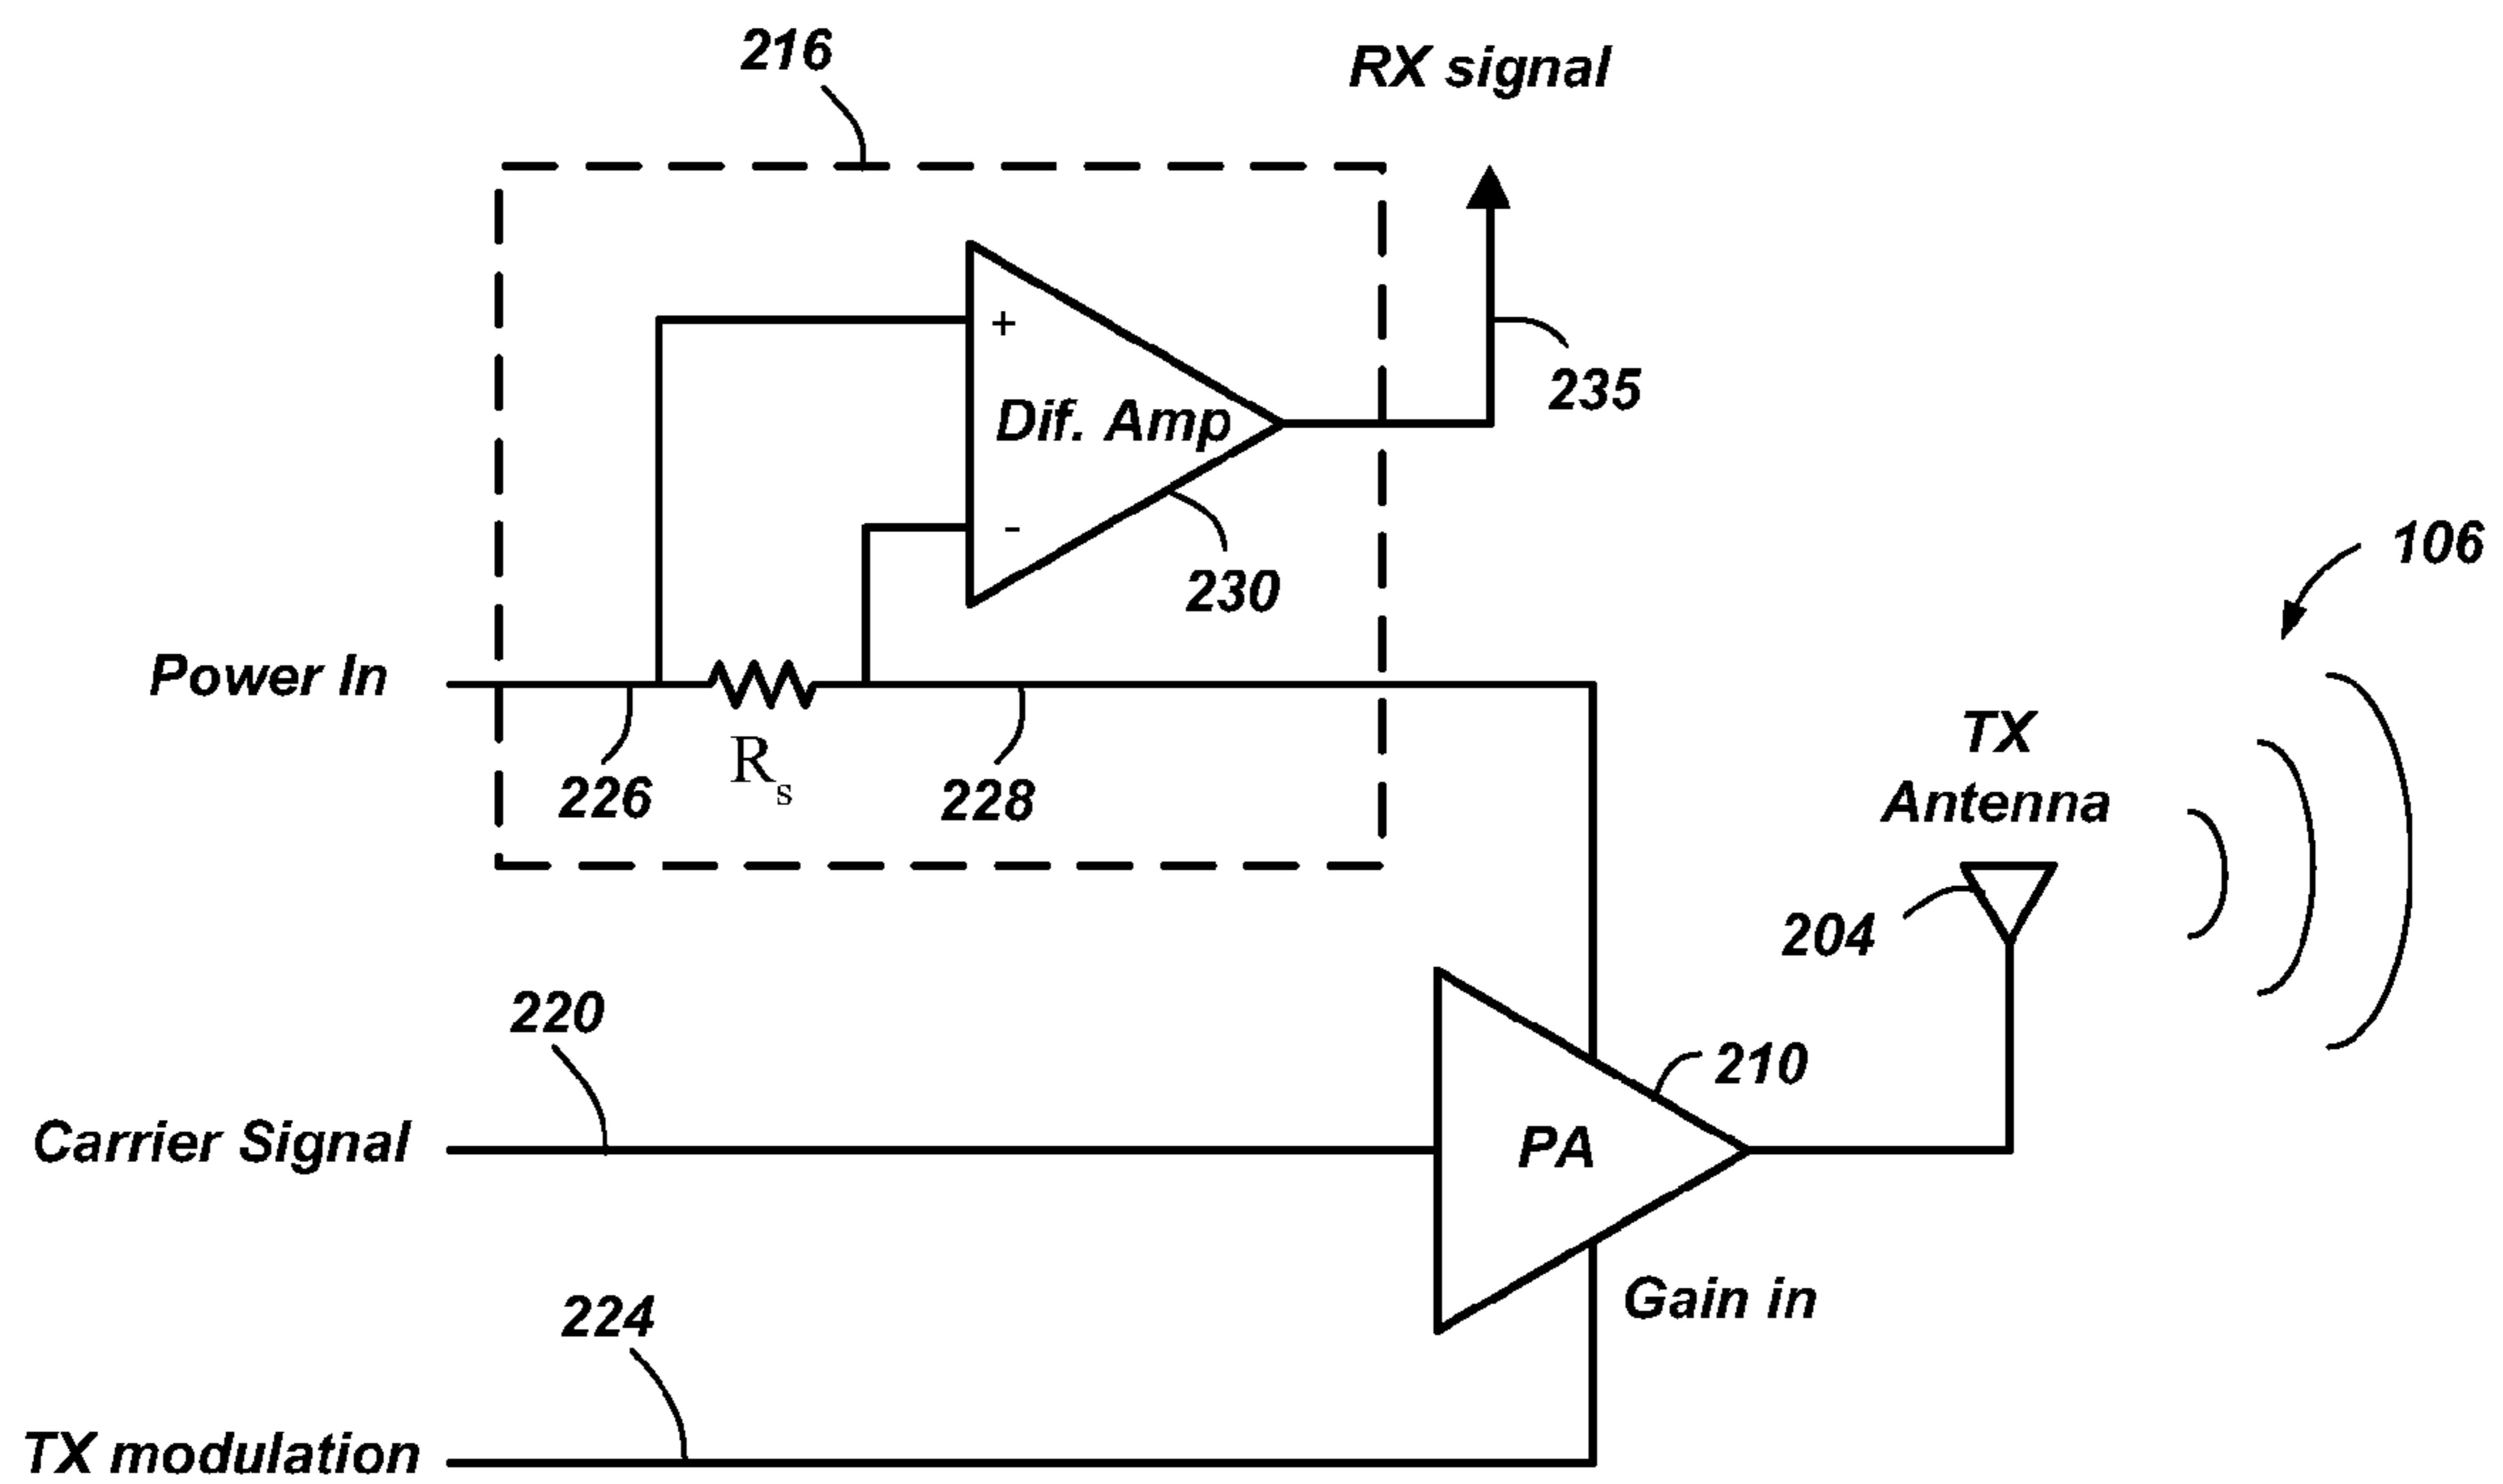 216
RX signal
+
Dif. Amp
235
-
230
106
Power In
226
Rs
228
TX
Antenna
204
220
210
Carrier Signal
PA
Gain in
224
TX modulation